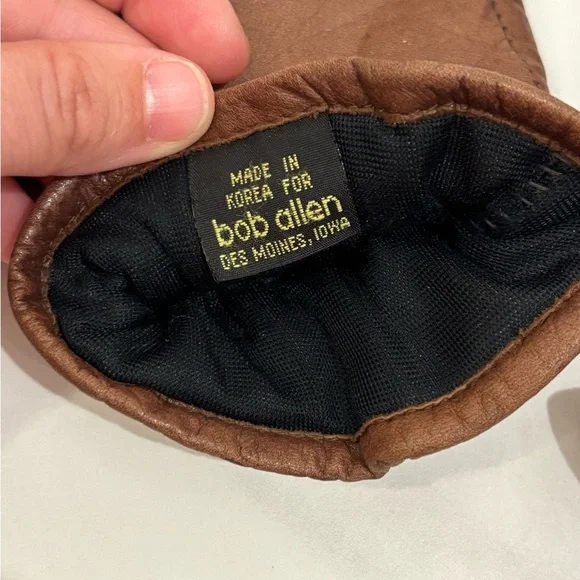 MADE IN
KOREA FOR
bob allen
DES MOINES, IOWA